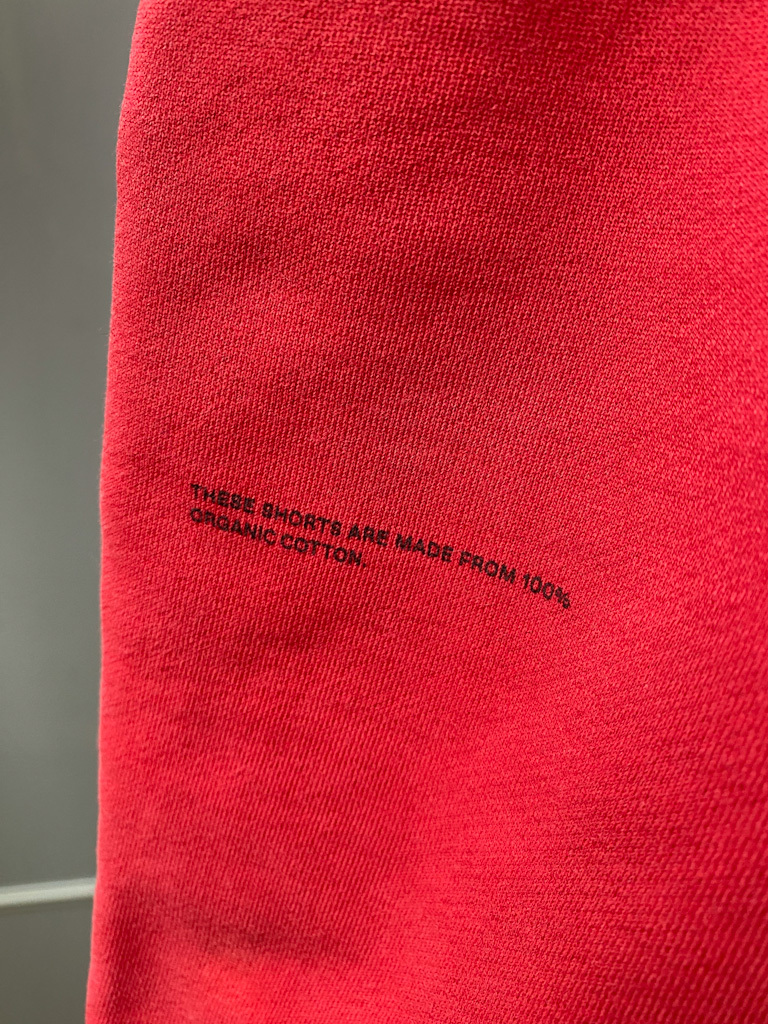 THESE SHORTS ARE MADE FROM 100%
ORGANIC COTTON.